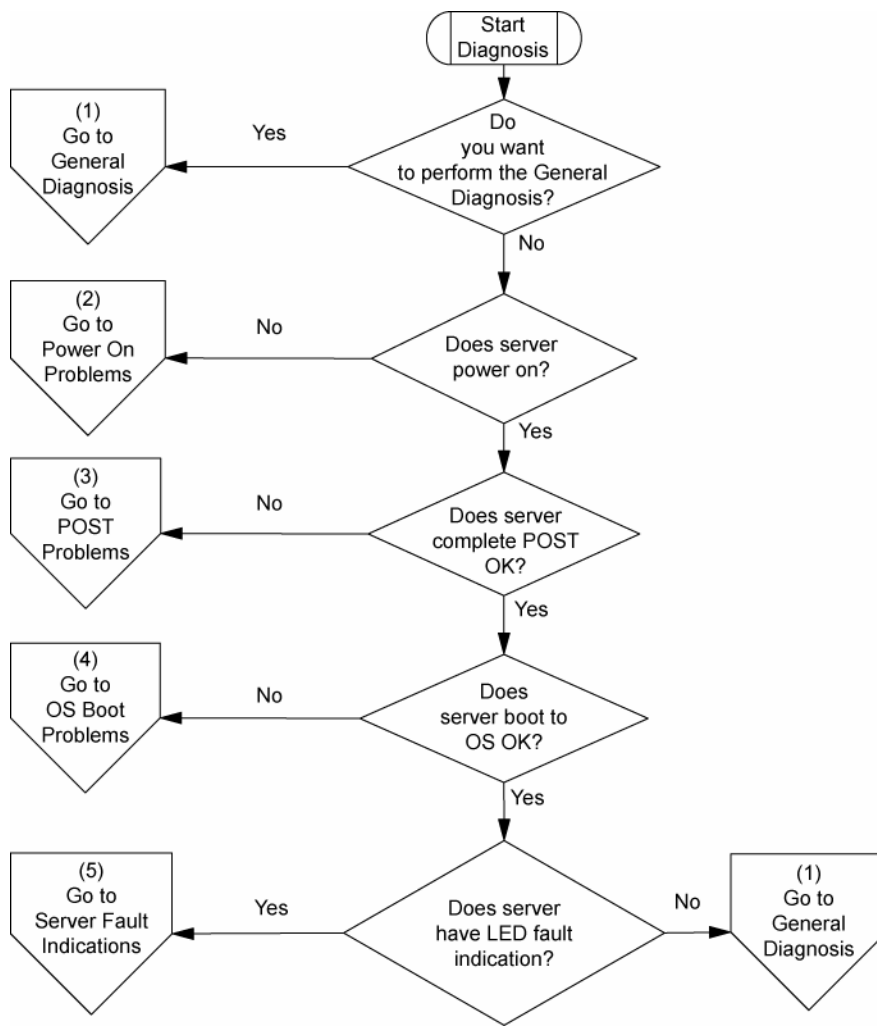 Start
Diagnosis
Do
you want
to perform the General
Diagnosis?
Yes
(1)
Go to
General
Diagnosis
No
Does server
power on?
No
(2)
Go to
Power On
Problems
Yes
Does server
complete POST
OK?
No
(3)
Go to
POST
Problems
Yes
Does
server boot to
OS OK?
No
(4)
Go to
OS Boot
Problems
Yes
Does server
have LED fault
indication?
Yes
(5)
Go to
Server Fault
Indications
No
(1)
Go to
General
Diagnosis